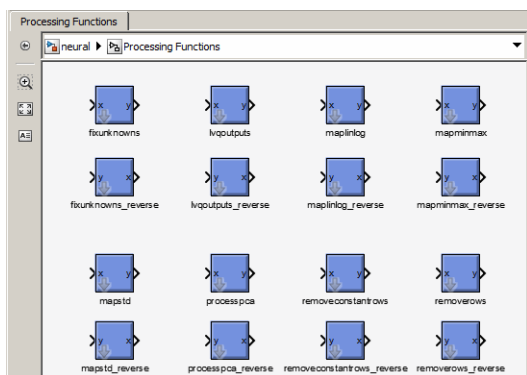 Processing Functions
neural Processing Functions
x y x y x y x y
fixunknowns lvqoutputs maplinlog mapminmax
y x y x y x y x
fixunknowns_reverse lvqoutputs_reverse maplinlog_reverse mapminmax_reverse
x y x y x y x y
mapstd processpca removeconstantrows removerows
y x y x y x y x
mapstd_reverse processpca_reverse removeconstantrows_reverse removerows_reverse